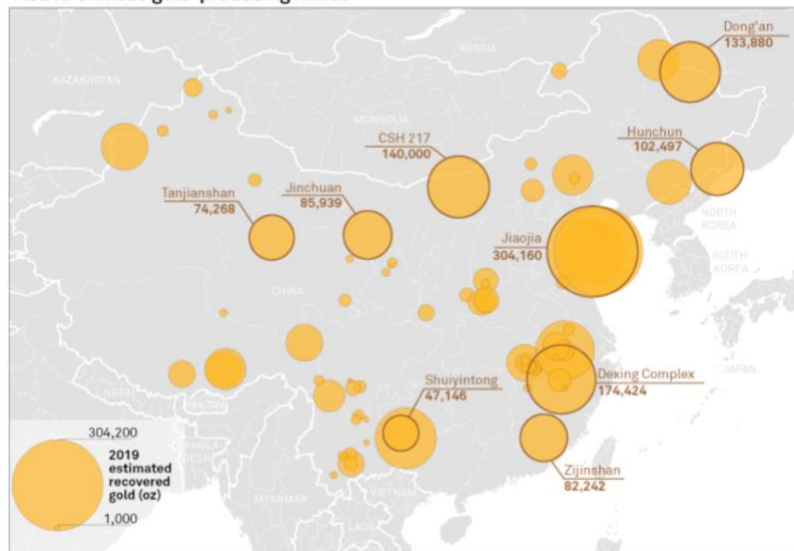 RUSSIA
Dong'an
133,880
KAZAKHSTAN
MONGOLIA
CSH 217
140,000
Hunchun
102,497
Tanjianshan
74,268
Jinchuan
85,939
NORTH
KOREA
Jiaojia
304,160
SOUTH
KOREA
CHINA
JAPAN
Dexing Complex
174,424
Shuiyintong
47,146
NEPAL
BHUTAN
304,200
2019
estimated
recovered
gold (oz)
1,000
Zijinshan
82,242
MYANMAR
VIETNAM
LAOS